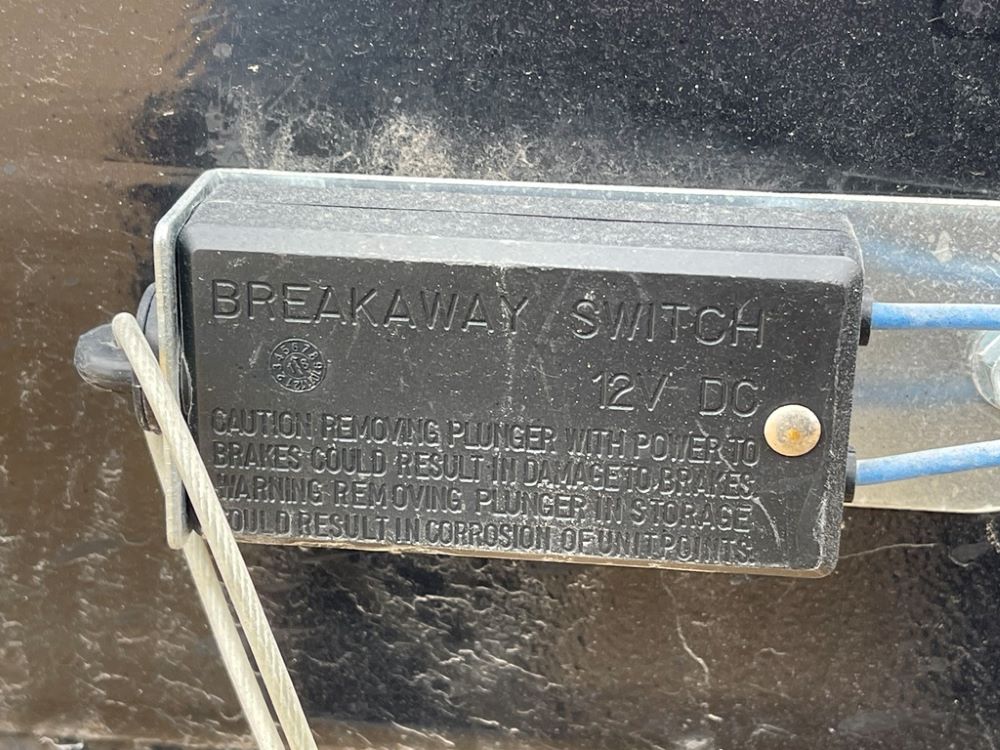 BREAKAWAY SWITCH
12V DC
CAUTION REMOVING PLUNGER WITH POWER TO
BRAKES COULD RESULT IN DAMAGE TO BRAKES
WARNING REMOVING PLUNGER IN STORAGE
COULD RESULT IN CORROSION OF UNIT POINTS